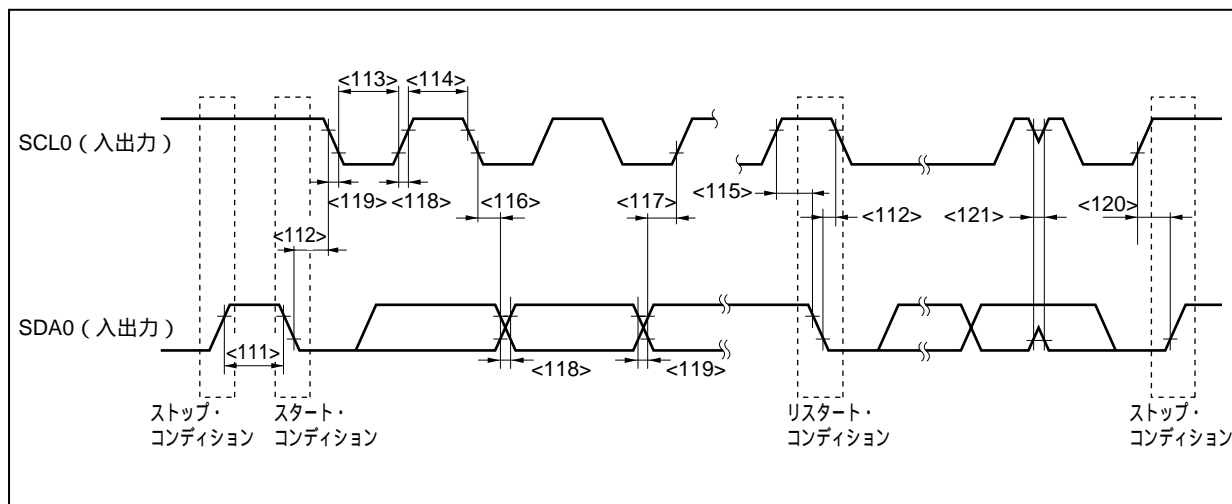 <113> <114>
SCL0（入出力）
<119> <118> <116> <117> <115> <112> <121> <120>
<112>
SDA0（入出力）
<111> <118> <119>
ストップ・
コンディション
スタート・
コンディション
リスタート・
コンディション
ストップ・
コンディション